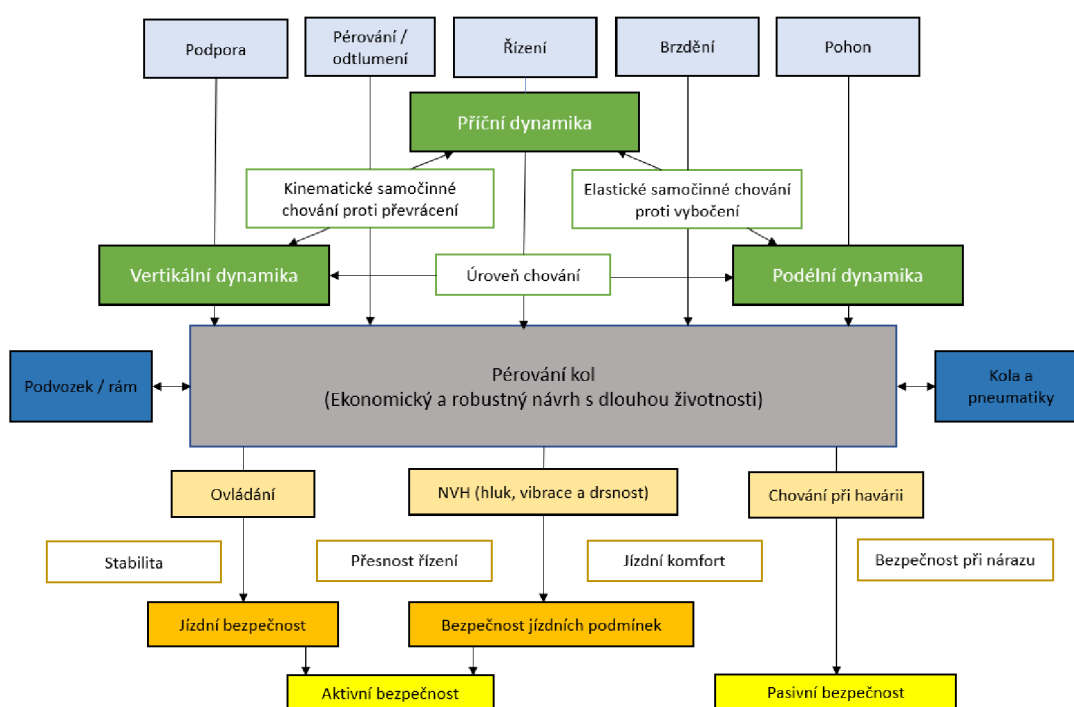 Podpora
Pérování /
odtlumení
Řízení
Brzdění
Pohon
Příční dynamika
Kinematické samočinné
chování proti převrácení
Elastické samočinné chování
proti vybočení
Vertikální dynamika
Úroveň chování
Podélní dynamika
Podvozek / rám
Pérování kol
(Ekonomický a robustný návrh s dlouhou životnosti)
Kola a
pneumatiky
Ovládání
NVH (hluk, vibrace a drsnost)
Chování při havárii
Stabilita
Přesnost řízení
Jízdní komfort
Bezpečnost při nárazu
Jízdní bezpečnost
Bezpečnost jízdních podmínek
Aktivní bezpečnost
Pasivní bezpečnost